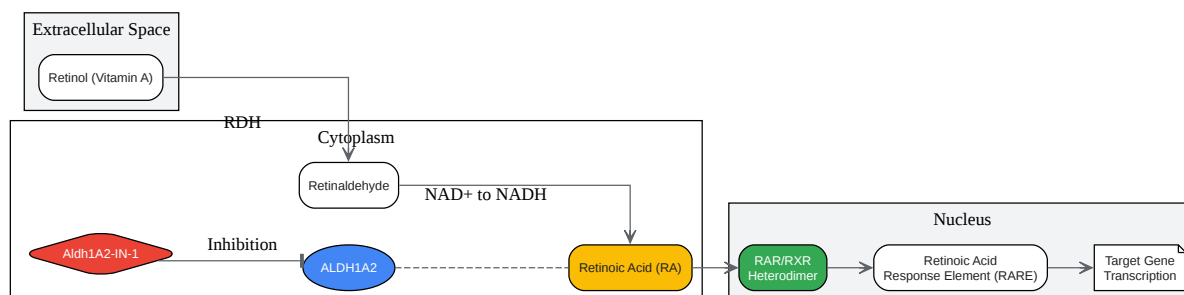 Extracellular Space
Retinol (Vitamin A)
RDH
Cytoplasm
Retinaldehyde
NAD+ to NADH
Aldh1A2-IN-1
Inhibition
ALDH1A2
Retinoic Acid (RA)
Nucleus
RAR/RXR
Heterodimer
Retinoic Acid
Response Element (RARE)
Target Gene
Transcription